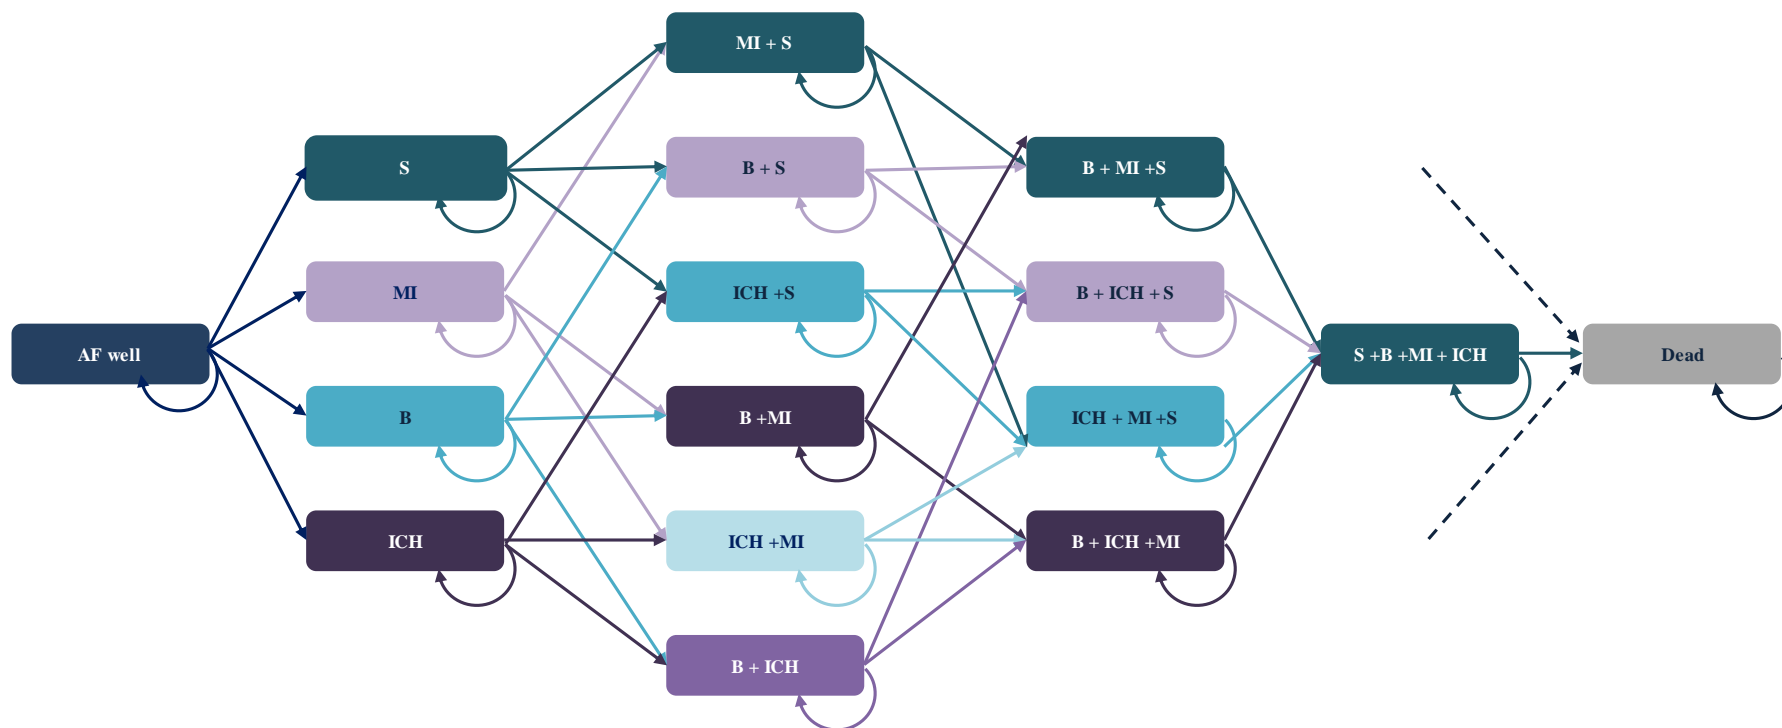 AF well
S
MI
B
ICH
MI + S
B + S
ICH +S
B +MI
ICH +MI
B + ICH
B + MI +S
B + ICH + S
ICH + MI +S
B + ICH +MI
S +B +MI + ICH
Dead